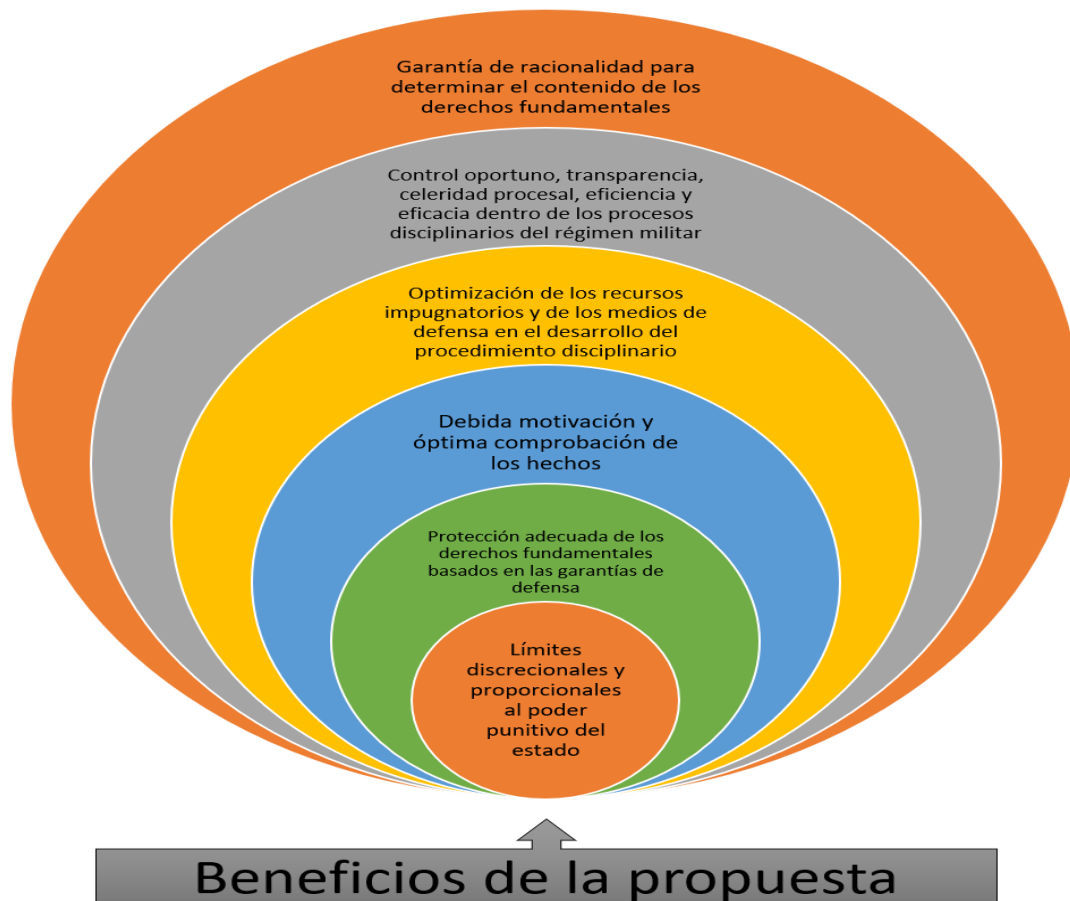 Garantía de racionalidad para
determinar el contenido de los
derechos fundamentales
Control oportuno, transparencia,
celeridad procesal, eficiencia y
eficacia dentro de los procesos
disciplinarios del régimen militar
Optimización de los recursos
impugnatorios y de los medios de
defensa en el desarrollo del
procedimiento disciplinario
Debida motivación y
óptima comprobación de
los hechos
Protección adecuada de los
derechos fundamentales
basados en las garantías de
defensa
Límites
discrecionales y
proporcionales
al poder
punitivo del
estado
Beneficios de la propuesta